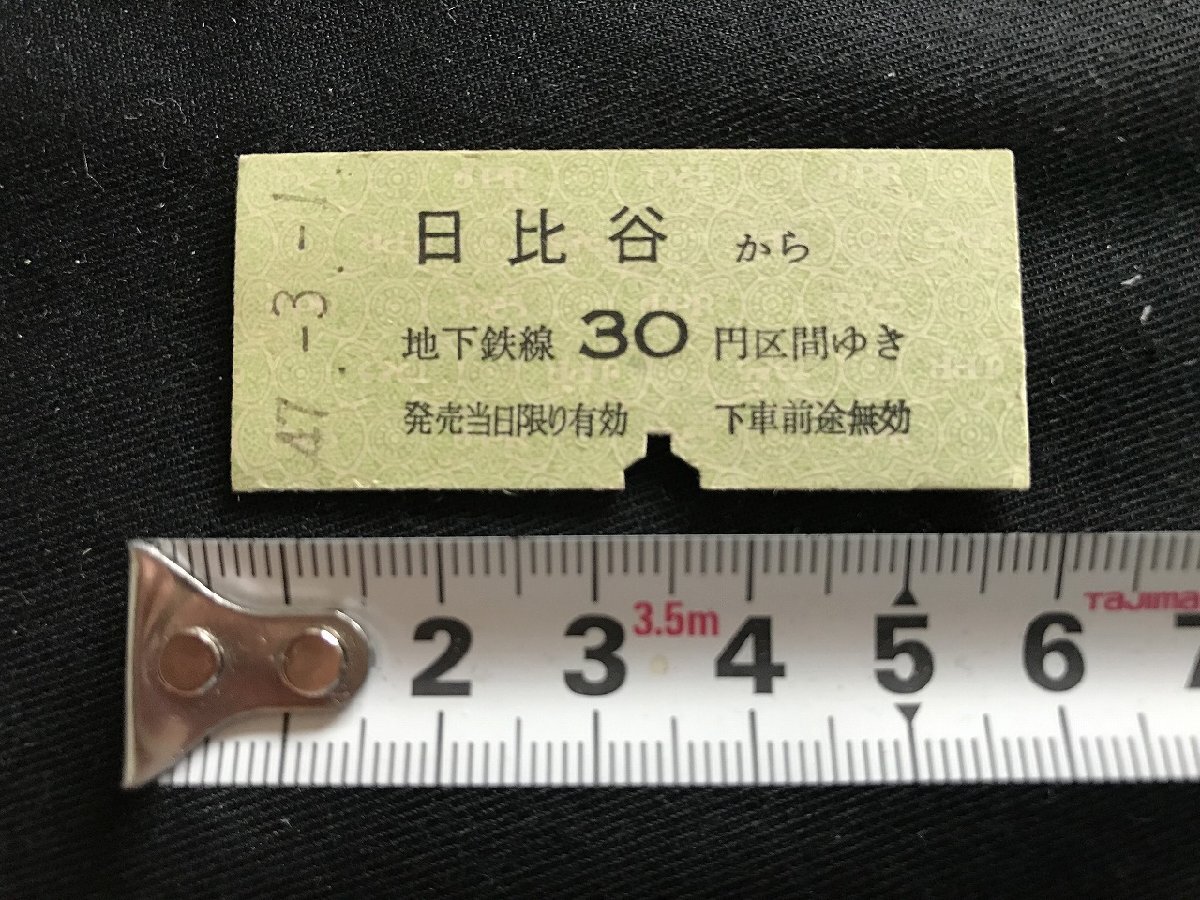 47-3-1
日比谷 から
地下鉄線 30 円区間ゆき
発売当日限り有効 下車前途無効
2 3 3.5m 4 5 6 7
TaJIma